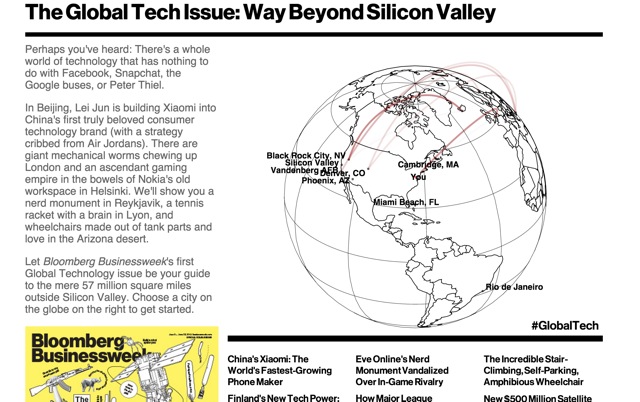 The Global Tech Issue: Way Beyond Silicon Valley
Perhaps you've heard: There's a whole
world of technology that has nothing to
do with Facebook, Snapchat, the
Google buses, or Peter Thiel.
In Beijing, Lei Jun is building Xiaomi into
China's first truly beloved consumer
technology brand (with a strategy
cribbed from Air Jordans). There are
giant mechanical worms chewing up
London and an ascendant gaming
empire in the bowels of Nokia's old
workspace in Helsinki. We'll show you a
nerd monument in Reykjavik, a tennis
racket with a brain in Lyon, and
wheelchairs made out of tank parts and
love in the Arizona desert.
Let Bloomberg Businessweek's first
Global Technology issue be your guide
to the mere 57 million square miles
outside Silicon Valley. Choose a city on
the globe on the right to get started.
Black Rock City, NV
Silicon Valley
Vandenberg AFB
Denver, CO
Phoenix, AZ
Cambridge, MA
You
Miami Beach, FL
Rio de Janeiro
#GlobalTech
Bloomberg
Businessweek
The
China's Xiaomi: The
World's Fastest-Growing
Phone Maker
Finland's New Tech Power:
Eve Online's Nerd
Monument Vandalized
Over In-Game Rivalry
How Major League
The Incredible Stair-
Climbing, Self-Parking,
Amphibious Wheelchair
New $500 Million Satellite